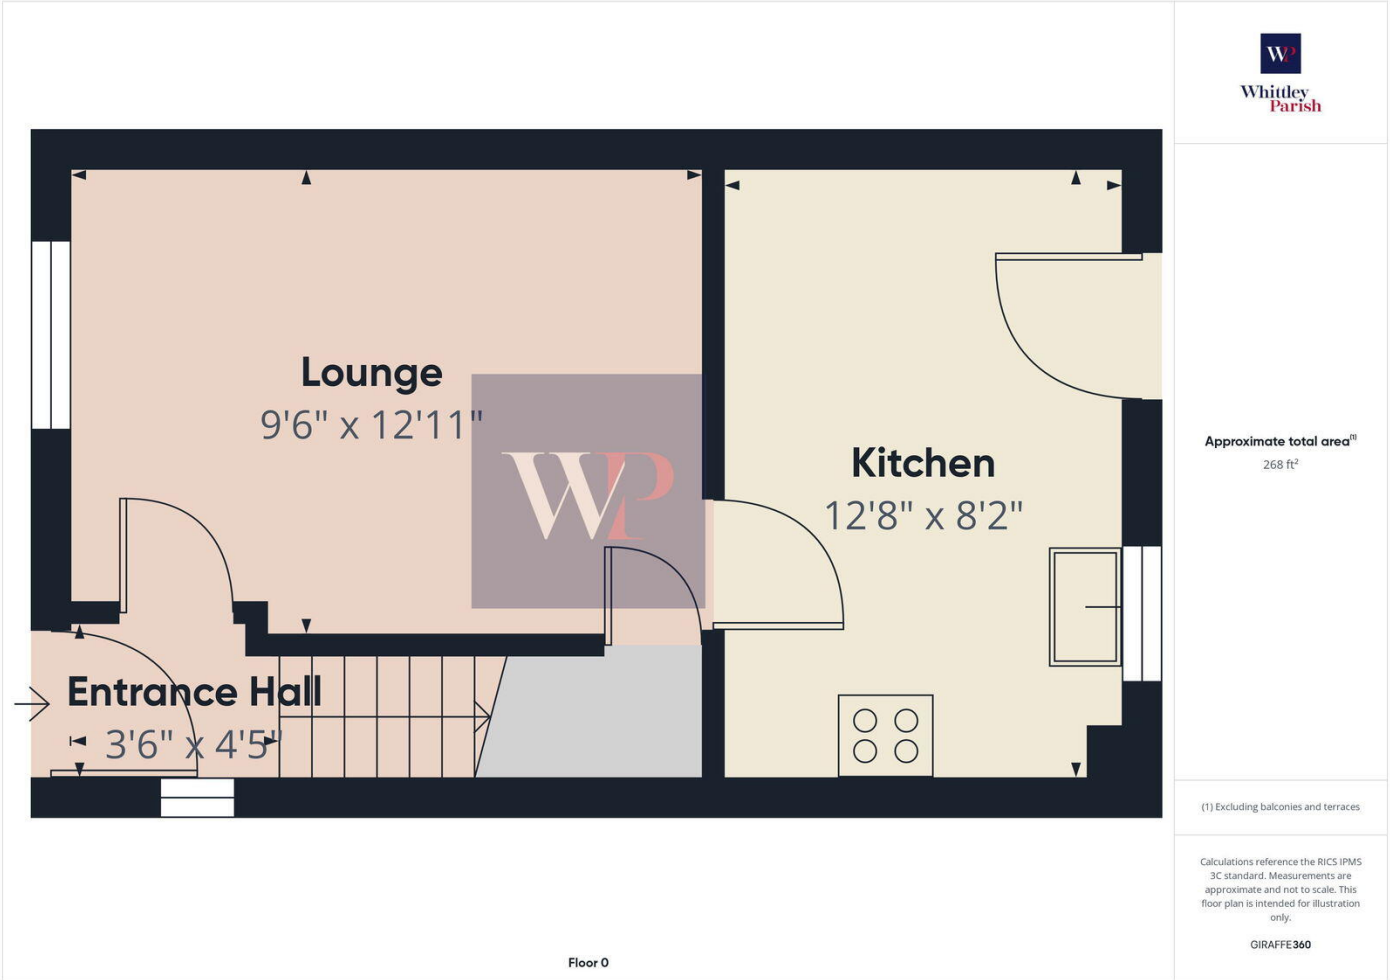 WP
Whittley
Parish
Lounge
9'6" x 12'11"
WP
Kitchen
12'8" x 8'2"
Entrance Hall
3'6" x 4'5"
Approximate total area(1)
268 ft²
(1) Excluding balconies and terraces
Calculations reference the RICS IPMS
3C standard. Measurements are
approximate and not to scale. This
floor plan is intended for illustration
only.
GIRAFFE360
Floor 0